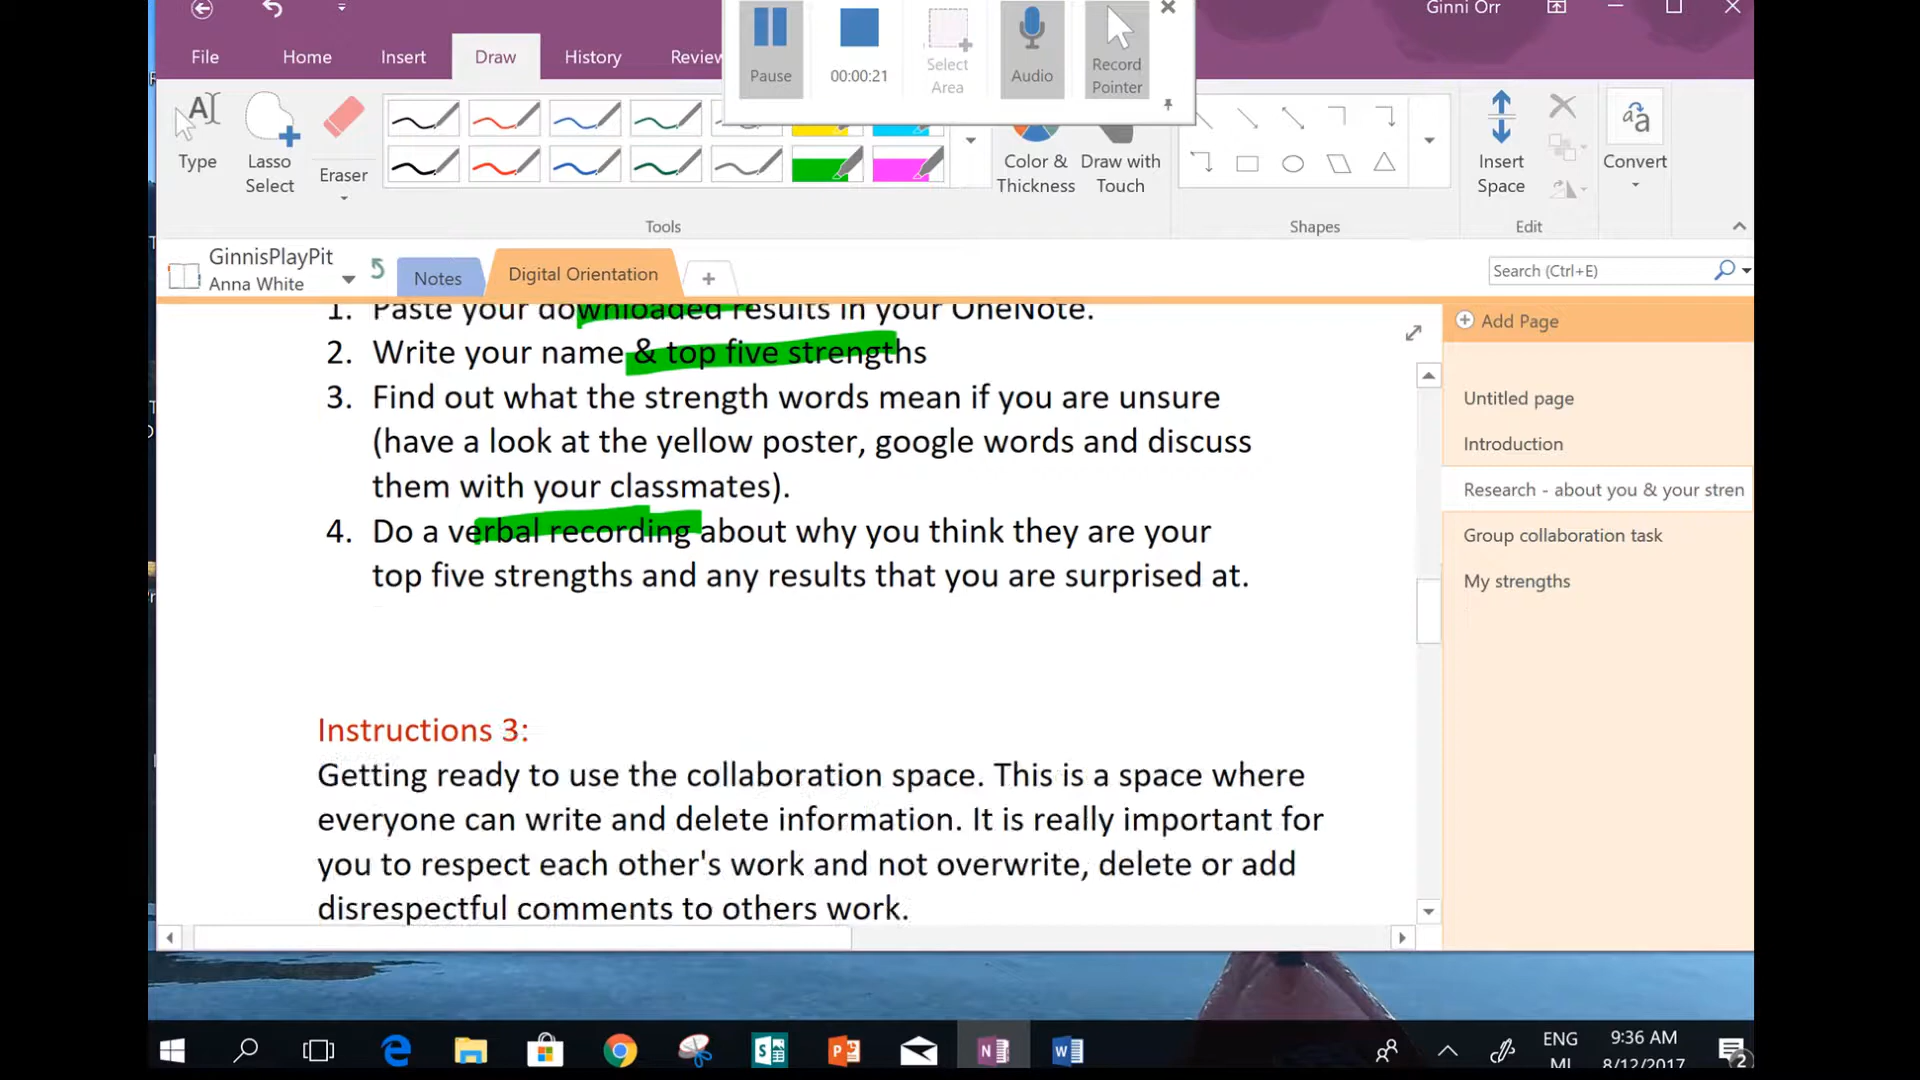 Ginni Orr
File Home Insert Draw History Review
Pause 00:00:21 Select Area Audio Record Pointer
Type Lasso Select Eraser
Color & Thickness Draw with Touch
Insert Space Convert
Tools Shapes Edit
GinnisPlayPit
Anna White
Notes Digital Orientation
Search (Ctrl+E)
1. Paste your downloaded results in your OneNote.
2. Write your name & top five strengths
3. Find out what the strength words mean if you are unsure
(have a look at the yellow poster, google words and discuss
them with your classmates).
4. Do a verbal recording about why you think they are your
top five strengths and any results that you are surprised at.
Instructions 3:
Getting ready to use the collaboration space. This is a space where
everyone can write and delete information. It is really important for
you to respect each other's work and not overwrite, delete or add
disrespectful comments to others work.
Add Page
Untitled page
Introduction
Research - about you & your stren
Group collaboration task
My strengths
ENG
MI
9:36 AM
8/12/2017
2